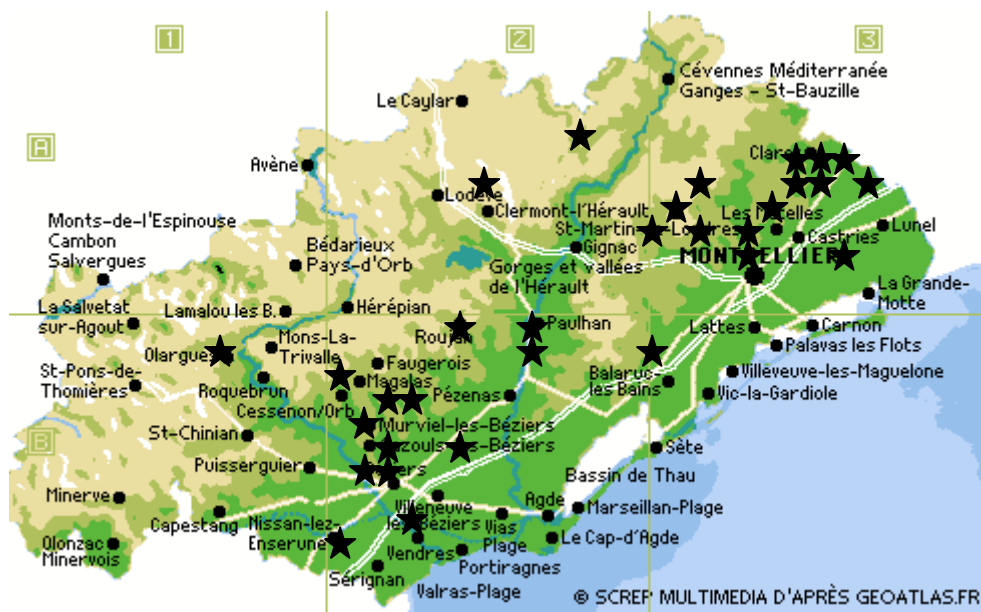 1
2
3
Cévennes Méditerranée
Ganges - St-Bauzille
Le Caylar
A
Avène
Lodève
Clermont-l'Hérault
St-Martin
Gignac
MONTPELLIER
Castries
Lunel
Monts-de-l'Espinouse
Cambon
Salvergues
Bédarieux
Pays-d'Orb
Gorges et vallées
de l'Hérault
La Grande-
Motte
La Salvetat
sur-Agout
Lamalou les B.
Hérépian
Mons-La-
Trivalle
Roujan
Paulhan
Lattes
Carnon
Palavas les Flots
Olargues
Faugerois
Magalas
St-Pons-de-
Thomières
Roquebrun
Cessenon/Orb
Pézenas
Balaruc
les Bains
Villeveuve-les-Maguelone
Vic-la-Gardiole
B
St-Chinian
Murviel-les-Béziers
Sète
Puisserguier
Bassin de Thau
Minerve
Capestang
Nissan-lez-
Enserune
Villeneuve
les-Béziers
Vias
Plage
Agde
Marseillan-Plage
Le Cap-d'Agde
Olonzac
Minervois
Vendres
Portiragnes
Sérignan
Valras-Plage
© SCREP MULTIMEDIA D'APRÈS GEOATLAS.FR